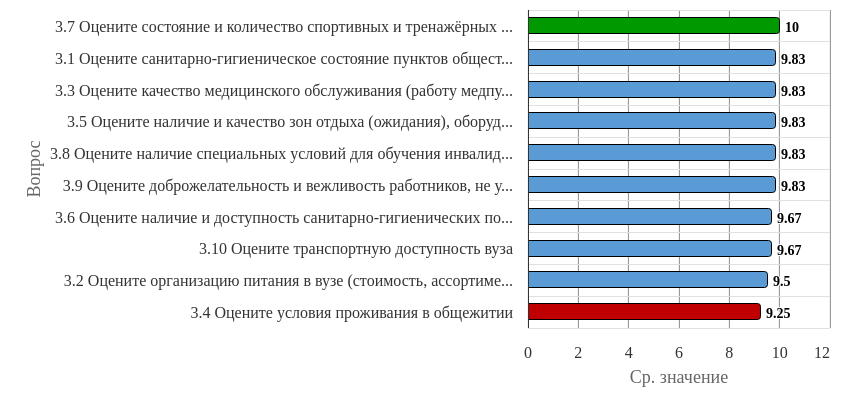 3.7 Оцените состояние и количество спортивных и тренажёрных ... 10
3.1 Оцените санитарно-гигиеническое состояние пунктов общест... 9.83
3.3 Оцените качество медицинского обслуживания (работу медпу... 9.83
3.5 Оцените наличие и качество зон отдыха (ожидания), оборуд... 9.83
3.8 Оцените наличие специальных условий для обучения инвалид... 9.83
3.9 Оцените доброжелательность и вежливость работников, не у... 9.83
3.6 Оцените наличие и доступность санитарно-гигиенических по... 9.67
3.10 Оцените транспортную доступность вуза 9.67
3.2 Оцените организацию питания в вузе (стоимость, ассортиме... 9.5
3.4 Оцените условия проживания в общежитии 9.25
Вопрос
0 2 4 6 8 10 12
Ср. значение